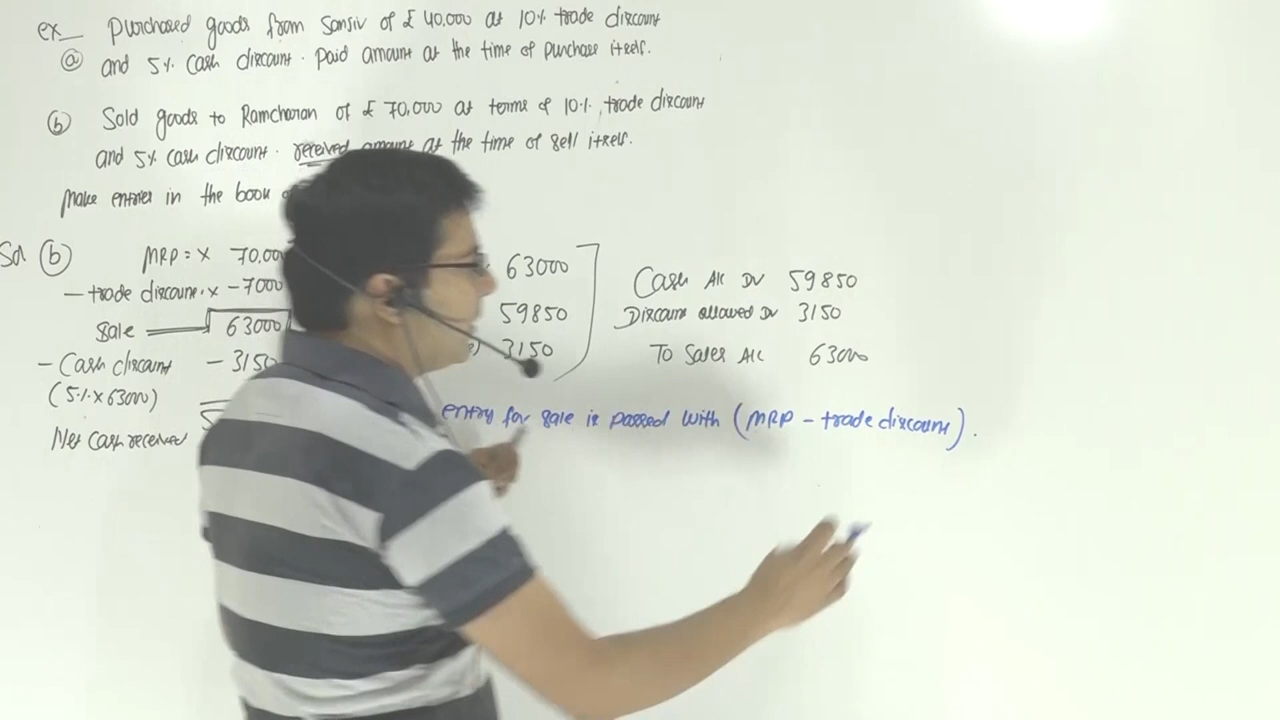 ex_ purchased goods from Sansiv of £ 40,000 at 10% trade discount
(a) and 5% cash discount. Paid amount at the time of purchase itself.
(b) Sold goods to Ramcharan of £ 70,000 at terms of 10%, trade discount
and 5% cash discount. received amount at the time of sell itself.
Make entries in the book
Sol (b) MRP = x 70,000
- trade discount. x -7000
Sale 63000
- Cash discount - 3150
(5% x 63000)
Net cash received
63000
59850
3150
Cash A/c Dr 59850
Discount allowed Dr 3150
To Sales A/c 63000
entry for sale is passed with (MRP - trade discount).